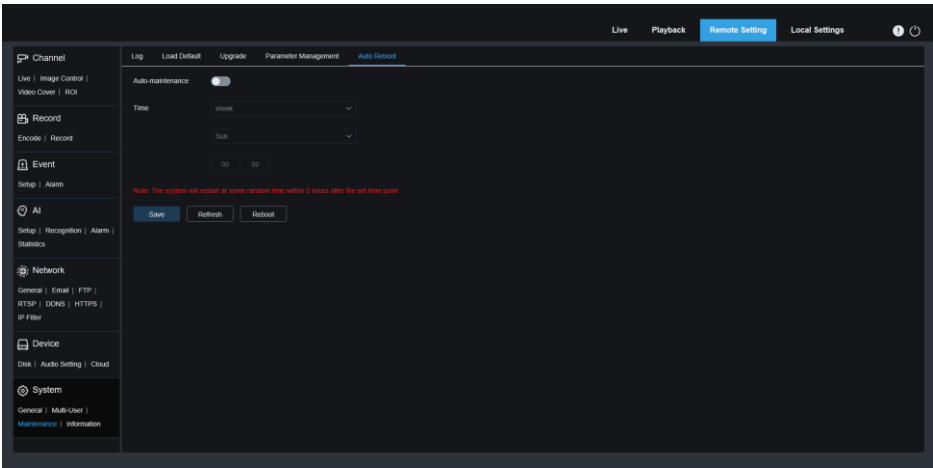 Live Playback Remote Setting Local Settings
Channel
Live | Image Control |
Video Cover | ROI
Record
Encode | Record
Event
Setup | Alarm
AI
Setup | Recognition | Alarm |
Statistics
Network
General | Email | FTP |
RTSP | DDNS | HTTPS |
IP Filter
Device
Disk | Audio Setting | Cloud
System
General | Multi-User |
Maintenance | Information
Log Load Default Upgrade Parameter Management Auto Reboot
Auto-maintenance
Time Week
Sun.
00 00
Note: The system will restart at some random time within 2 hours after the set time point
Save Refresh Reboot